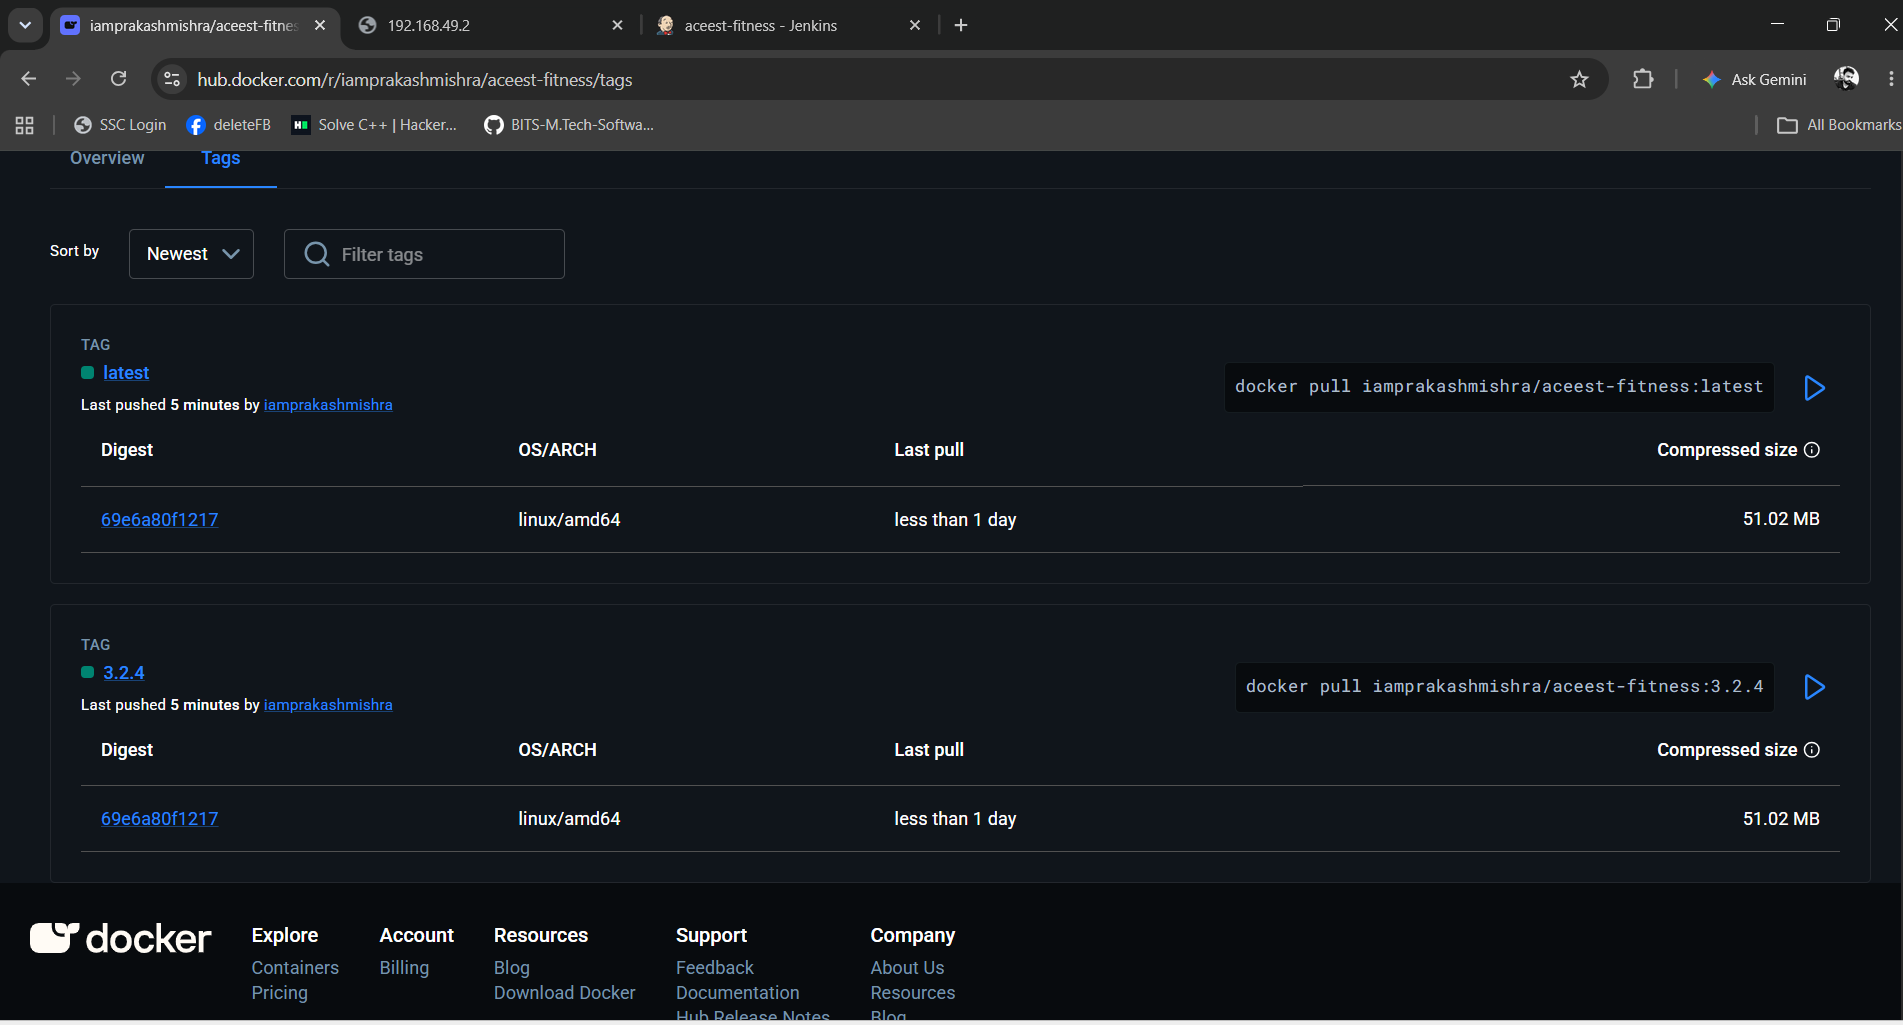 iamprakashmishra/aceest-fitnes
192.168.49.2
aceest-fitness - Jenkins
hub.docker.com/r/iamprakashmishra/aceest-fitness/tags
Ask Gemini
SSC Login
deleteFB
Solve C++ | Hacker...
BITS-M.Tech-Softwa...
All Bookmarks
Overview
Tags
Sort by
Newest
Filter tags
TAG
latest
Last pushed 5 minutes by iamprakashmishra
docker pull iamprakashmishra/aceest-fitness:latest
Digest OS/ARCH Last pull Compressed size
69e6a80f1217 linux/amd64 less than 1 day 51.02 MB
TAG
3.2.4
Last pushed 5 minutes by iamprakashmishra
docker pull iamprakashmishra/aceest-fitness:3.2.4
Digest OS/ARCH Last pull Compressed size
69e6a80f1217 linux/amd64 less than 1 day 51.02 MB
docker
Explore Account Resources Support Company
Containers Billing Blog Feedback About Us
Pricing Download Docker Documentation Resources
Hub Release Notes Blog